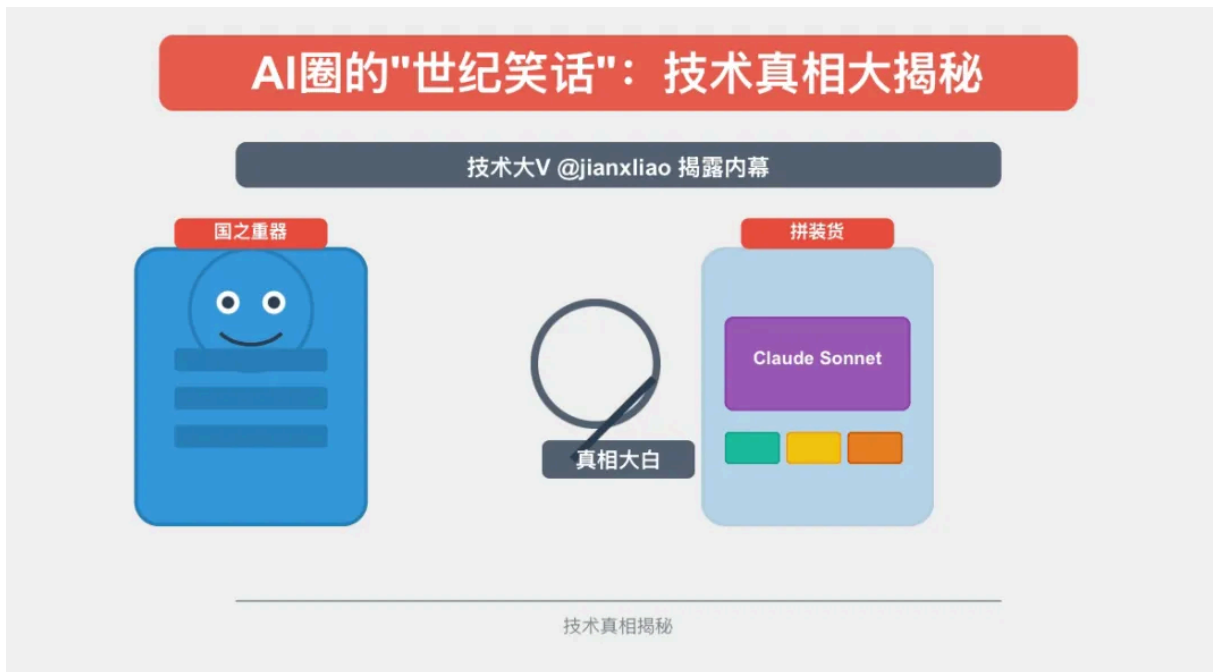 AI圈的"世纪笑话"：技术真相大揭秘
技术大V @jianxliao 揭露内幕
国之重器
拼装货
Claude Sonnet
真相大白
技术真相揭秘